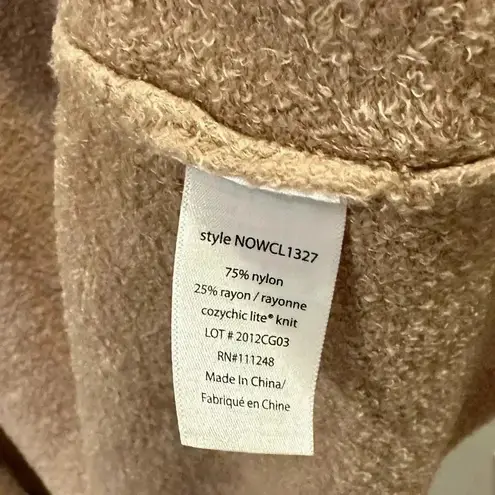 style NOWCL1327
75% nylon
25% rayon / rayonne
cozychic lite® knit
LOT # 2012CG03
RN#111248
Made In China/
Fabriqué en Chine